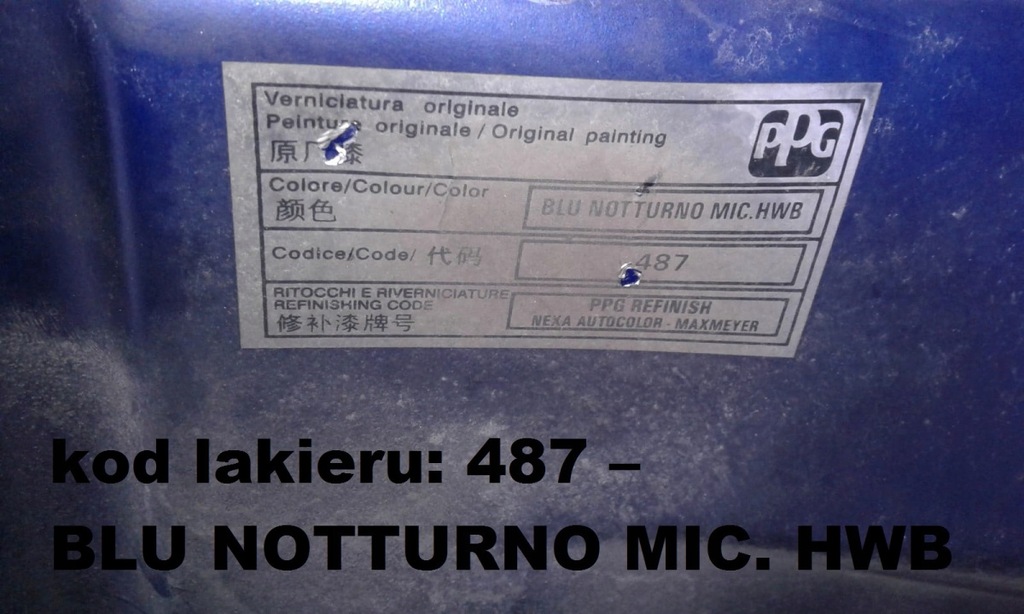 Verniciatura originale
Peinture originale / Original painting
原厂漆
PPG
Colore/Colour/Color
颜色
BLU NOTTURNO MIC.HWB
Codice/Code/ 代码
487
RITOCCHI E RIVERNICIATURE
REFINISHING CODE
修补漆牌号
PPG REFINISH
NEXA AUTOCOLOR - MAXMEYER
kod lakieru: 487 –
BLU NOTTURNO MIC. HWB